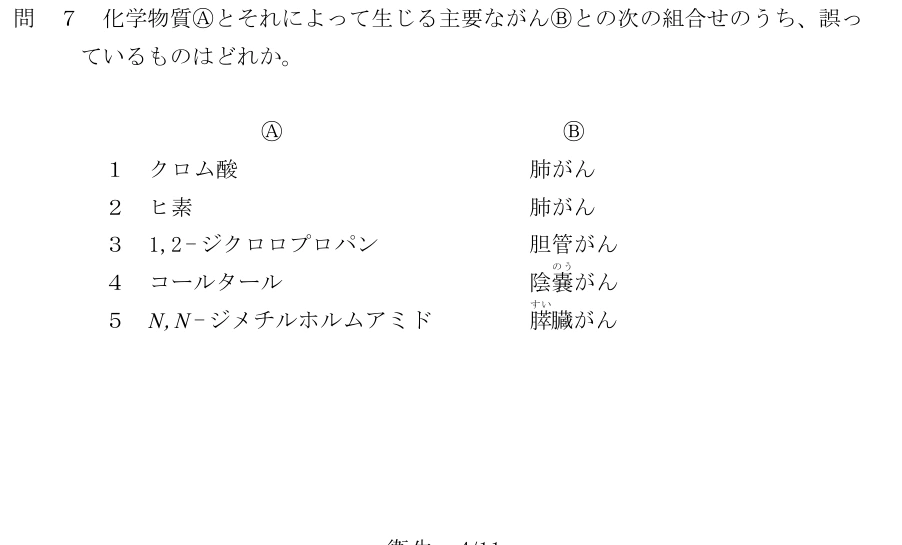 問　７　化学物質Ⓐとそれによって生じる主要ながんⒷとの次の組合せのうち、誤っ
ているものはどれか。
Ⓐ　Ⓑ
１　クロム酸　肺がん
２　ヒ素　肺がん
３　1,2-ジクロロプロパン　胆管がん
のう
４　コールタール　陰嚢がん
すい
５　N,N-ジメチルホルムアミド　膵臓がん